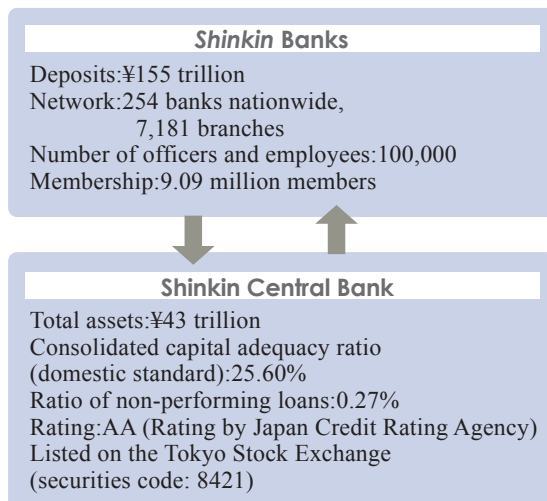 Shinkin Banks
Deposits:¥155 trillion
Network:254 banks nationwide,
7,181 branches
Number of officers and employees:100,000
Membership:9.09 million members
Shinkin Central Bank
Total assets:¥43 trillion
Consolidated capital adequacy ratio
(domestic standard):25.60%
Ratio of non-performing loans:0.27%
Rating:AA (Rating by Japan Credit Rating Agency)
Listed on the Tokyo Stock Exchange
(securities code: 8421)